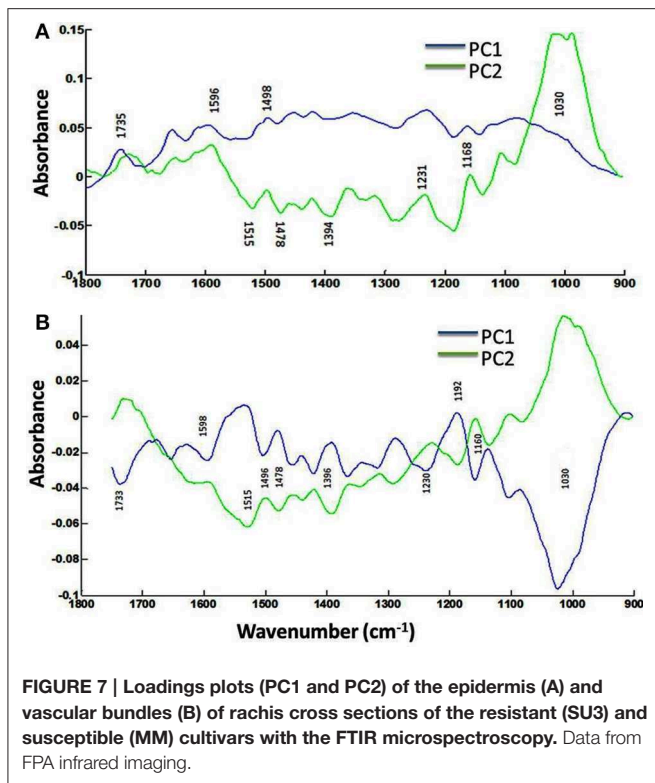 A
0.15
0.1
0.05
0
-0.05
-0.1
Absorbance
PC1
PC2
1735
1596
1498
1030
1231
1168
1515
1478
1394
1800 1700 1600 1500 1400 1300 1200 1100 1000 900
B
0.04
0.02
0
-0.02
-0.04
-0.06
-0.08
-0.1
Absorbance
PC1
PC2
1192
1598
1160
1733
1515
1496
1478
1396
1230
1030
1800 1700 1600 1500 1400 1300 1200 1100 1000 900
Wavenumber (cm-1)
FIGURE 7 | Loadings plots (PC1 and PC2) of the epidermis (A) and
vascular bundles (B) of rachis cross sections of the resistant (SU3) and
susceptible (MM) cultivars with the FTIR microspectroscopy. Data from
FPA infrared imaging.